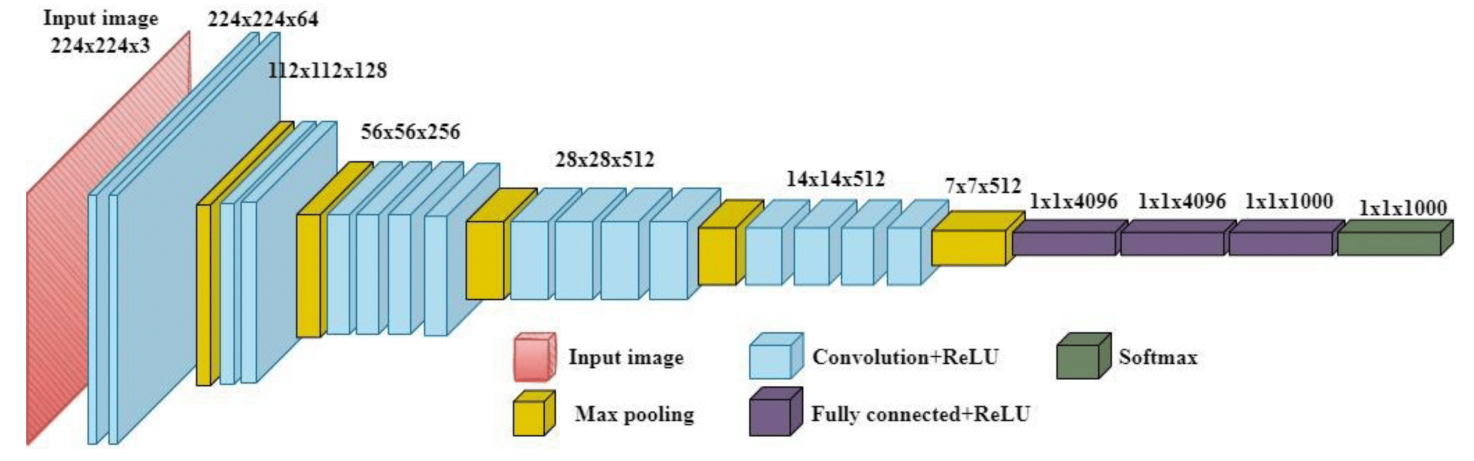 Input image
224x224x3
224x224x64
112x112x128
56x56x256
28x28x512
14x14x512
7x7x512
1x1x4096
1x1x4096
1x1x1000
1x1x1000
Input image
Convolution+ReLU
Softmax
Max pooling
Fully connected+ReLU